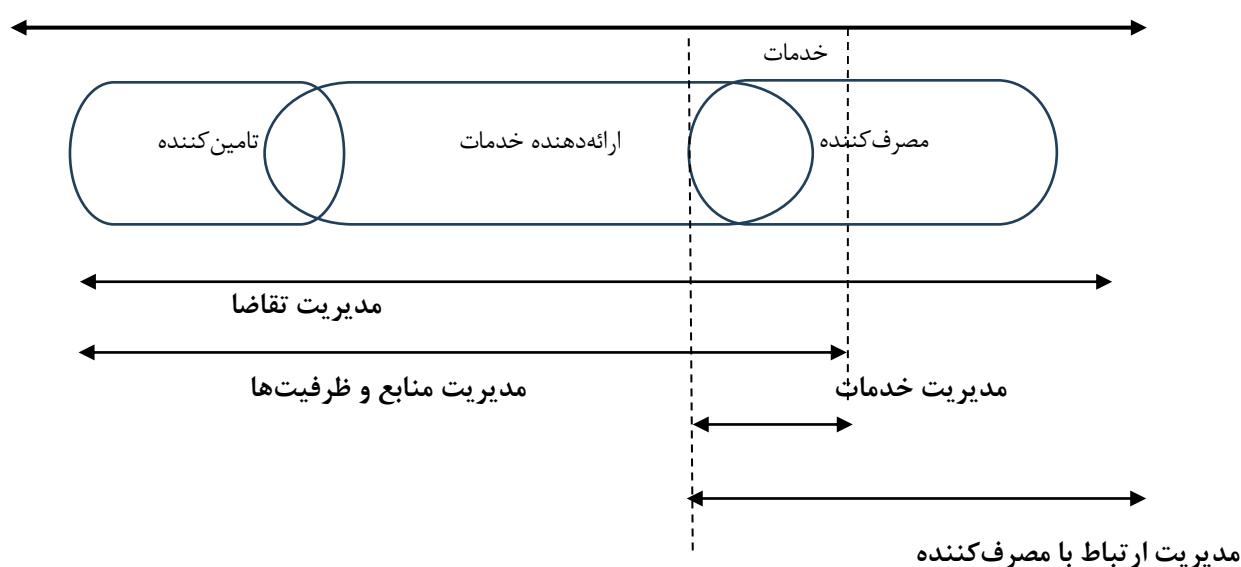 خدمات
مصرف‌کننده
ارائه‌دهنده خدمات
تامین‌کننده
مدیریت تقاضا
مدیریت خدمات
مدیریت منابع و ظرفیت‌ها
مدیریت ارتباط با مصرف‌کننده